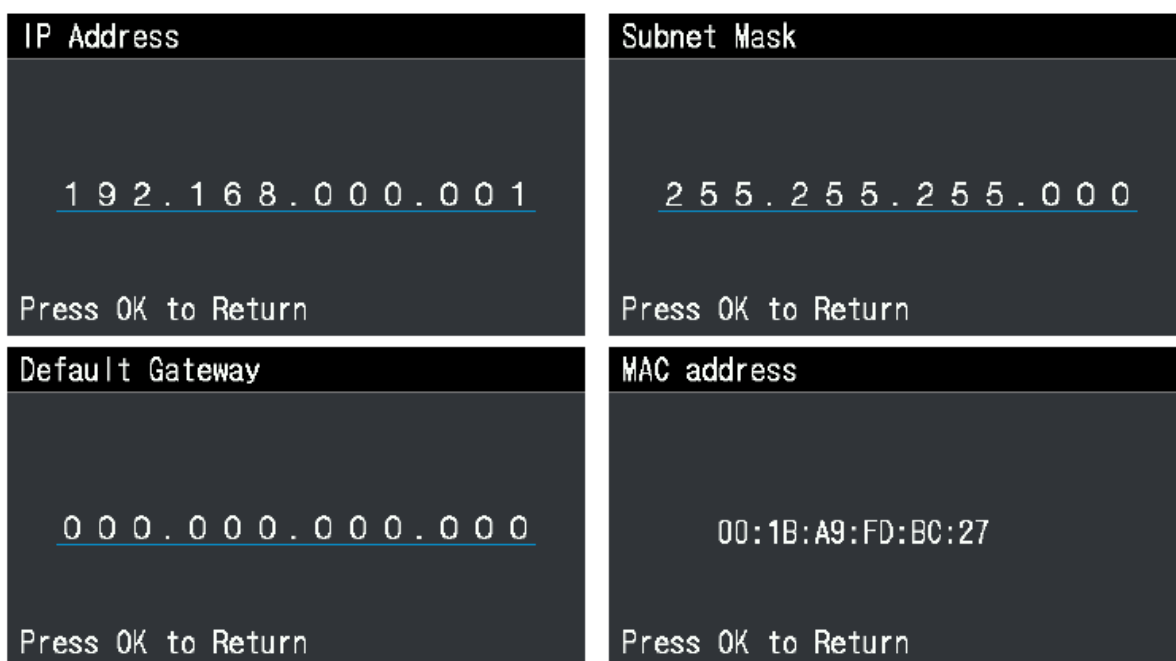 IP Address
192.168.000.001
Press OK to Return
Subnet Mask
255.255.255.000
Press OK to Return
Default Gateway
000.000.000.000
Press OK to Return
MAC address
00:1B:A9:FD:BC:27
Press OK to Return